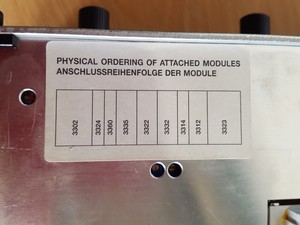 PHYSICAL ORDERING OF ATTACHED MODULES
ANSCHLUSSREIHENFOLGE DER MODULE
3302 3324 3360 3335 3322 3332 3314 3312 3323